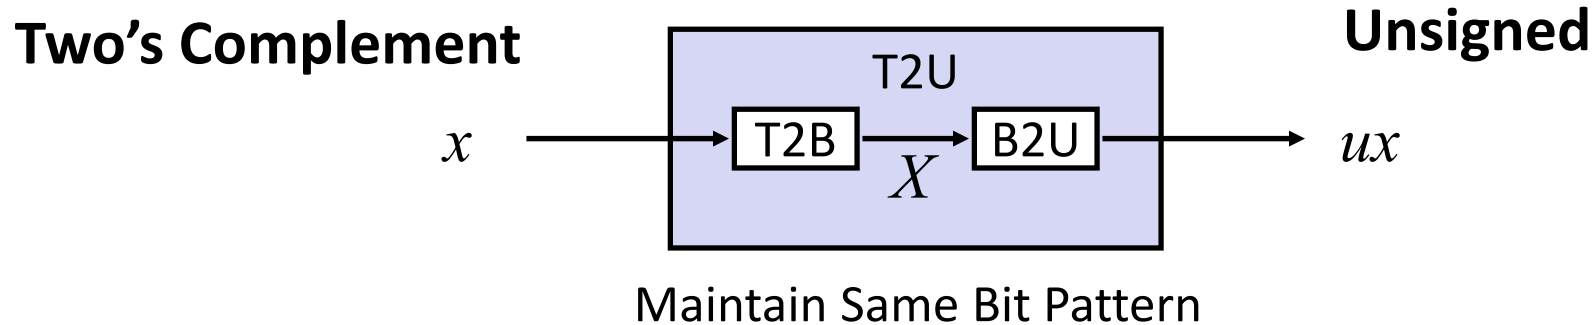 Two’s Complement
Unsigned
T2U
x
T2B
X
B2U
ux
Maintain Same Bit Pattern